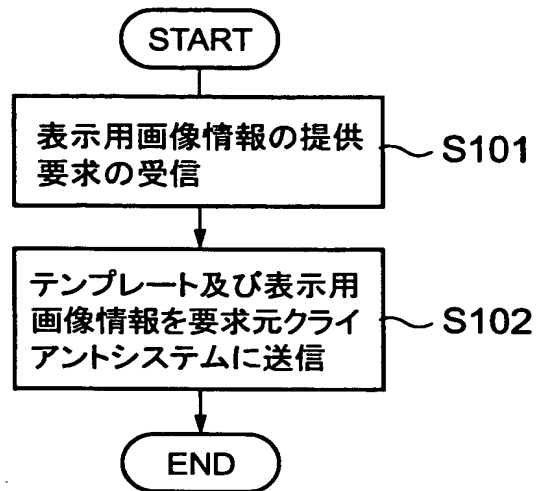 START
表示用画像情報の提供
要求の受信
S101
テンプレート及び表示用
画像情報を要求元クライ
アントシステムに送信
S102
END